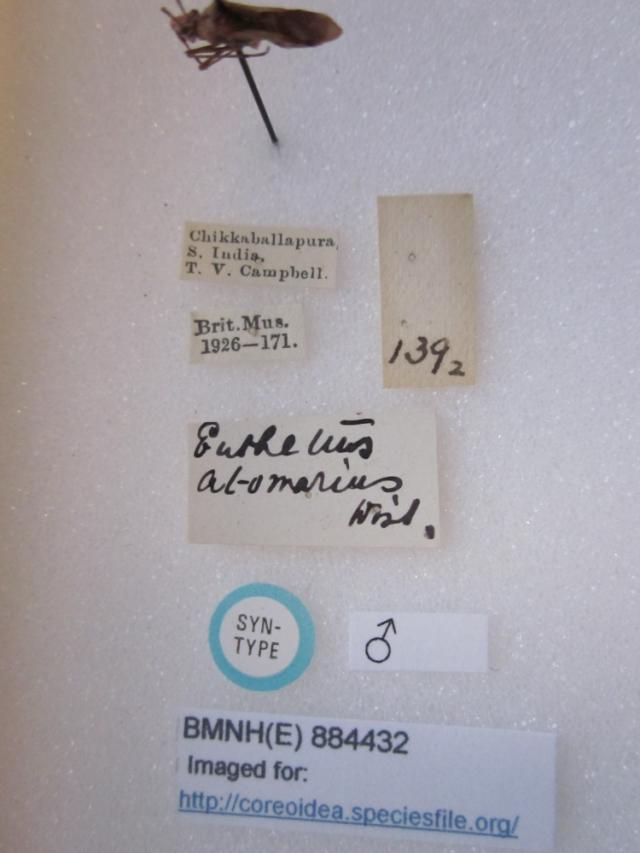 Chikkaballapura,
S. India,
T. V. Campbell.
1392
Brit.Mus.
1926—171.
Euthetus
atomarius
Dist.
SYN-
TYPE
♂
BMNH(E) 884432
Imaged for:
http://coreoidea.speciesfile.org/